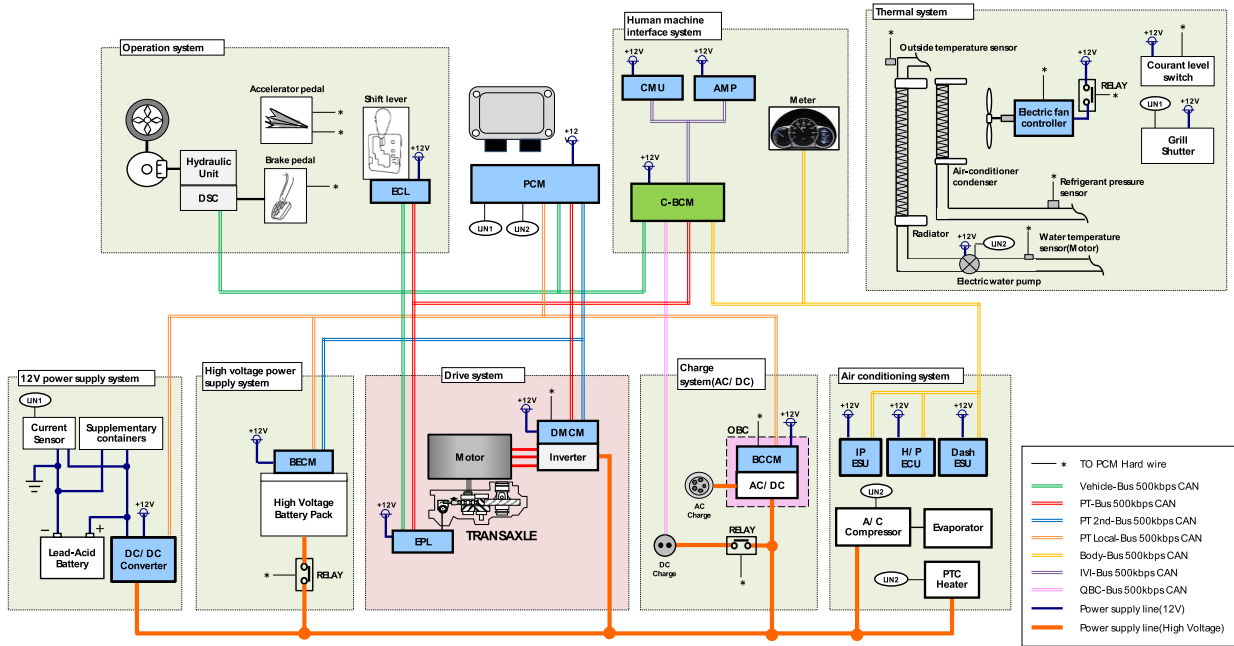 Operation system
Accelerator pedal
*
*
Shift lever
+12V
Hydraulic
Unit
DSC
Brake pedal
*
ECL
+12
PCM
LIN1
LIN2
Human machine
interface system
+12V
+12V
CMU
AMP
Meter
+12V
C-BCM
Thermal system
*
Outside temperature sensor
*
+12V
RELAY
*
Electric fan
controller
+12V
*
Courant level
switch
LIN1
+12V
Grill
Shutter
Air-conditioner
condenser
*
Refrigerant pressure
sensor
Radiator
+12V
LIN2
*
Water temperature
sensor(Motor)
Electric water pump
12V power supply system
LIN1
Current
Sensor
Supplementary
containers
+12V
−
+
Lead-Acid
Battery
DC/ DC
Converter
High voltage power
supply system
+12V
BECM
High Voltage
Battery Pack
*
RELAY
Drive system
*
+12V
DMCM
Inverter
Motor
+12V
EPL
TRANSAXLE
Charge
system(AC/ DC)
*
+12V
OBC
BCCM
AC/ DC
AC
Charge
RELAY
DC
Charge
*
Air conditioning system
+12V
+12V
+12V
IP
ESU
H/ P
ECU
Dash
ESU
LIN2
A/ C
Compressor
Evaporator
LIN2
PTC
Heater
* TO PCM Hard wire
Vehide-Bus 500kbps CAN
PT-Bus 500kbps CAN
PT 2nd-Bus 500kbps CAN
PT Local-Bus 500kbps CAN
Body-Bus 500kbps CAN
IVI-Bus 500kbps CAN
QBC-Bus 500kbps CAN
Power supply line(12V)
Power supply line(High Voltage)